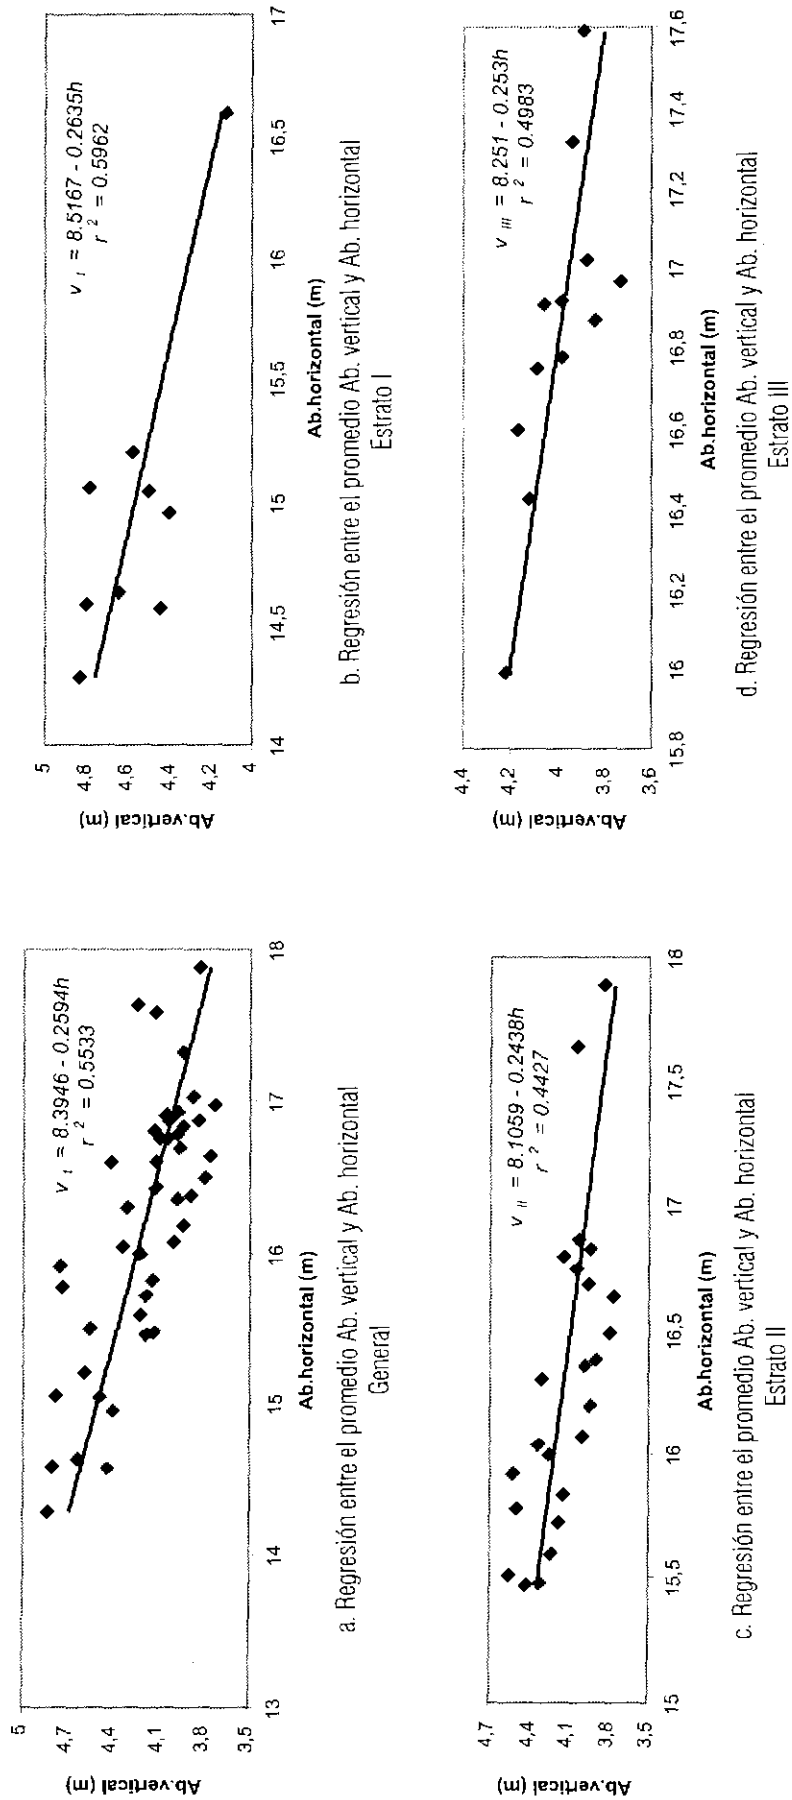 5
4,7
4,4
4,1
3,8
3,5
Ab.vertical (m)
v I = 8.3946 - 0.2594h
r 2 = 0.5533
13
14
15
16
17
18
Ab.horizontal (m)
a. Regresión entre el promedio Ab. vertical y Ab. horizontal
General
5
4,8
4,6
4,4
4,2
4
Ab.vertical (m)
v I = 8.5167 - 0.2635h
r 2 = 0.5962
14
14,5
15
15,5
16
16,5
17
Ab.horizontal (m)
b. Regresión entre el promedio Ab. vertical y Ab. horizontal
Estrato I
4,7
4,4
4,1
3,8
3,5
Ab.vertical (m)
v II = 8.1059 - 0.2438h
r 2 = 0.4427
15
15,5
16
16,5
17
17,5
18
Ab.horizontal (m)
c. Regresión entre el promedio Ab. vertical y Ab. horizontal
Estrato II
4,4
4,2
4
3,8
3,6
Ab.vertical (m)
v III = 8.251 - 0.253h
r 2 = 0.4983
15,8
16
16,2
16,4
16,6
16,8
17
17,2
17,4
17,6
Ab.horizontal (m)
d. Regresión entre el promedio Ab. vertical y Ab. horizontal
Estrato III